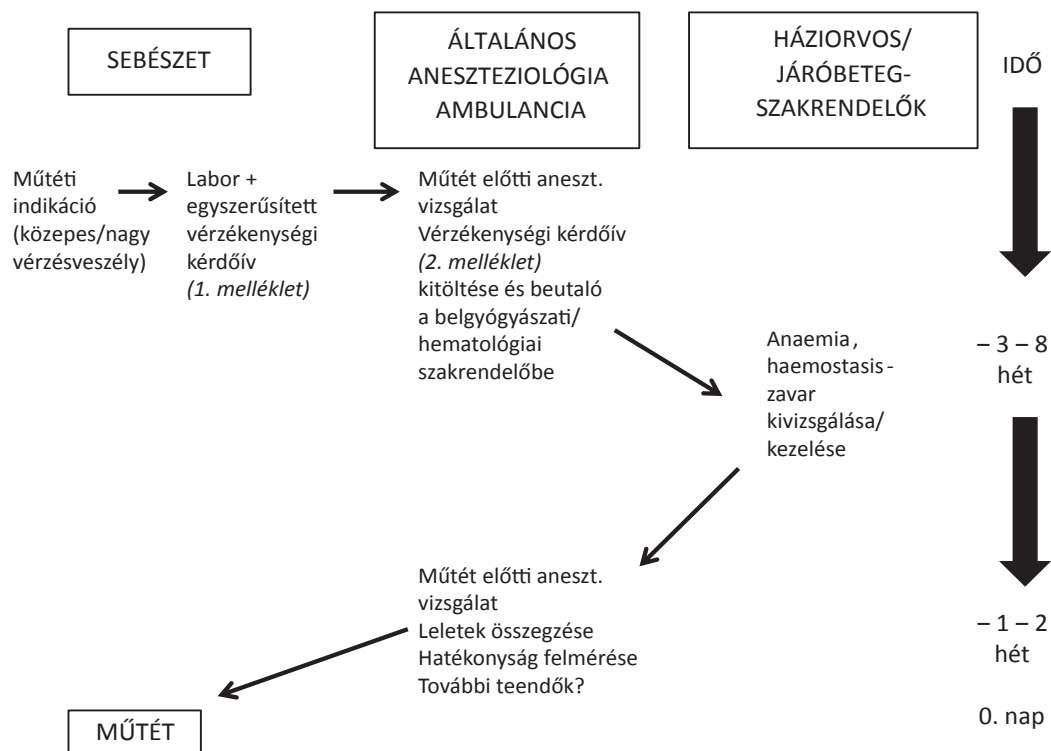 SEBÉSZET
ÁLTALÁNOS
ANESZTEZIOLÓGIA
AMBULANCIA
HÁZIORVOS/
JÁRÓBETEG-
SZAKRENDELŐK
IDŐ
Műtéti
indikáció
(közepes/nagy
vérzésveszély)
Labor +
egyszerűsített
vérzékenységi
kérdőív
(1. melléklet)
Műtét előtti aneszt.
vizsgálat
Vérzékenységi kérdőív
(2. melléklet)
kitöltése és beutaló
a belgyógyászati/
hematológiai
szakrendelőbe
Anaemia ,
haemostasis -
zavar
kivizsgálása/
kezelése
– 3 – 8
hét
Műtét előtti aneszt.
vizsgálat
Leletek összegzése
Hatékonyság felmérése
További teendők?
– 1 – 2
hét
0. nap
MŰTÉT